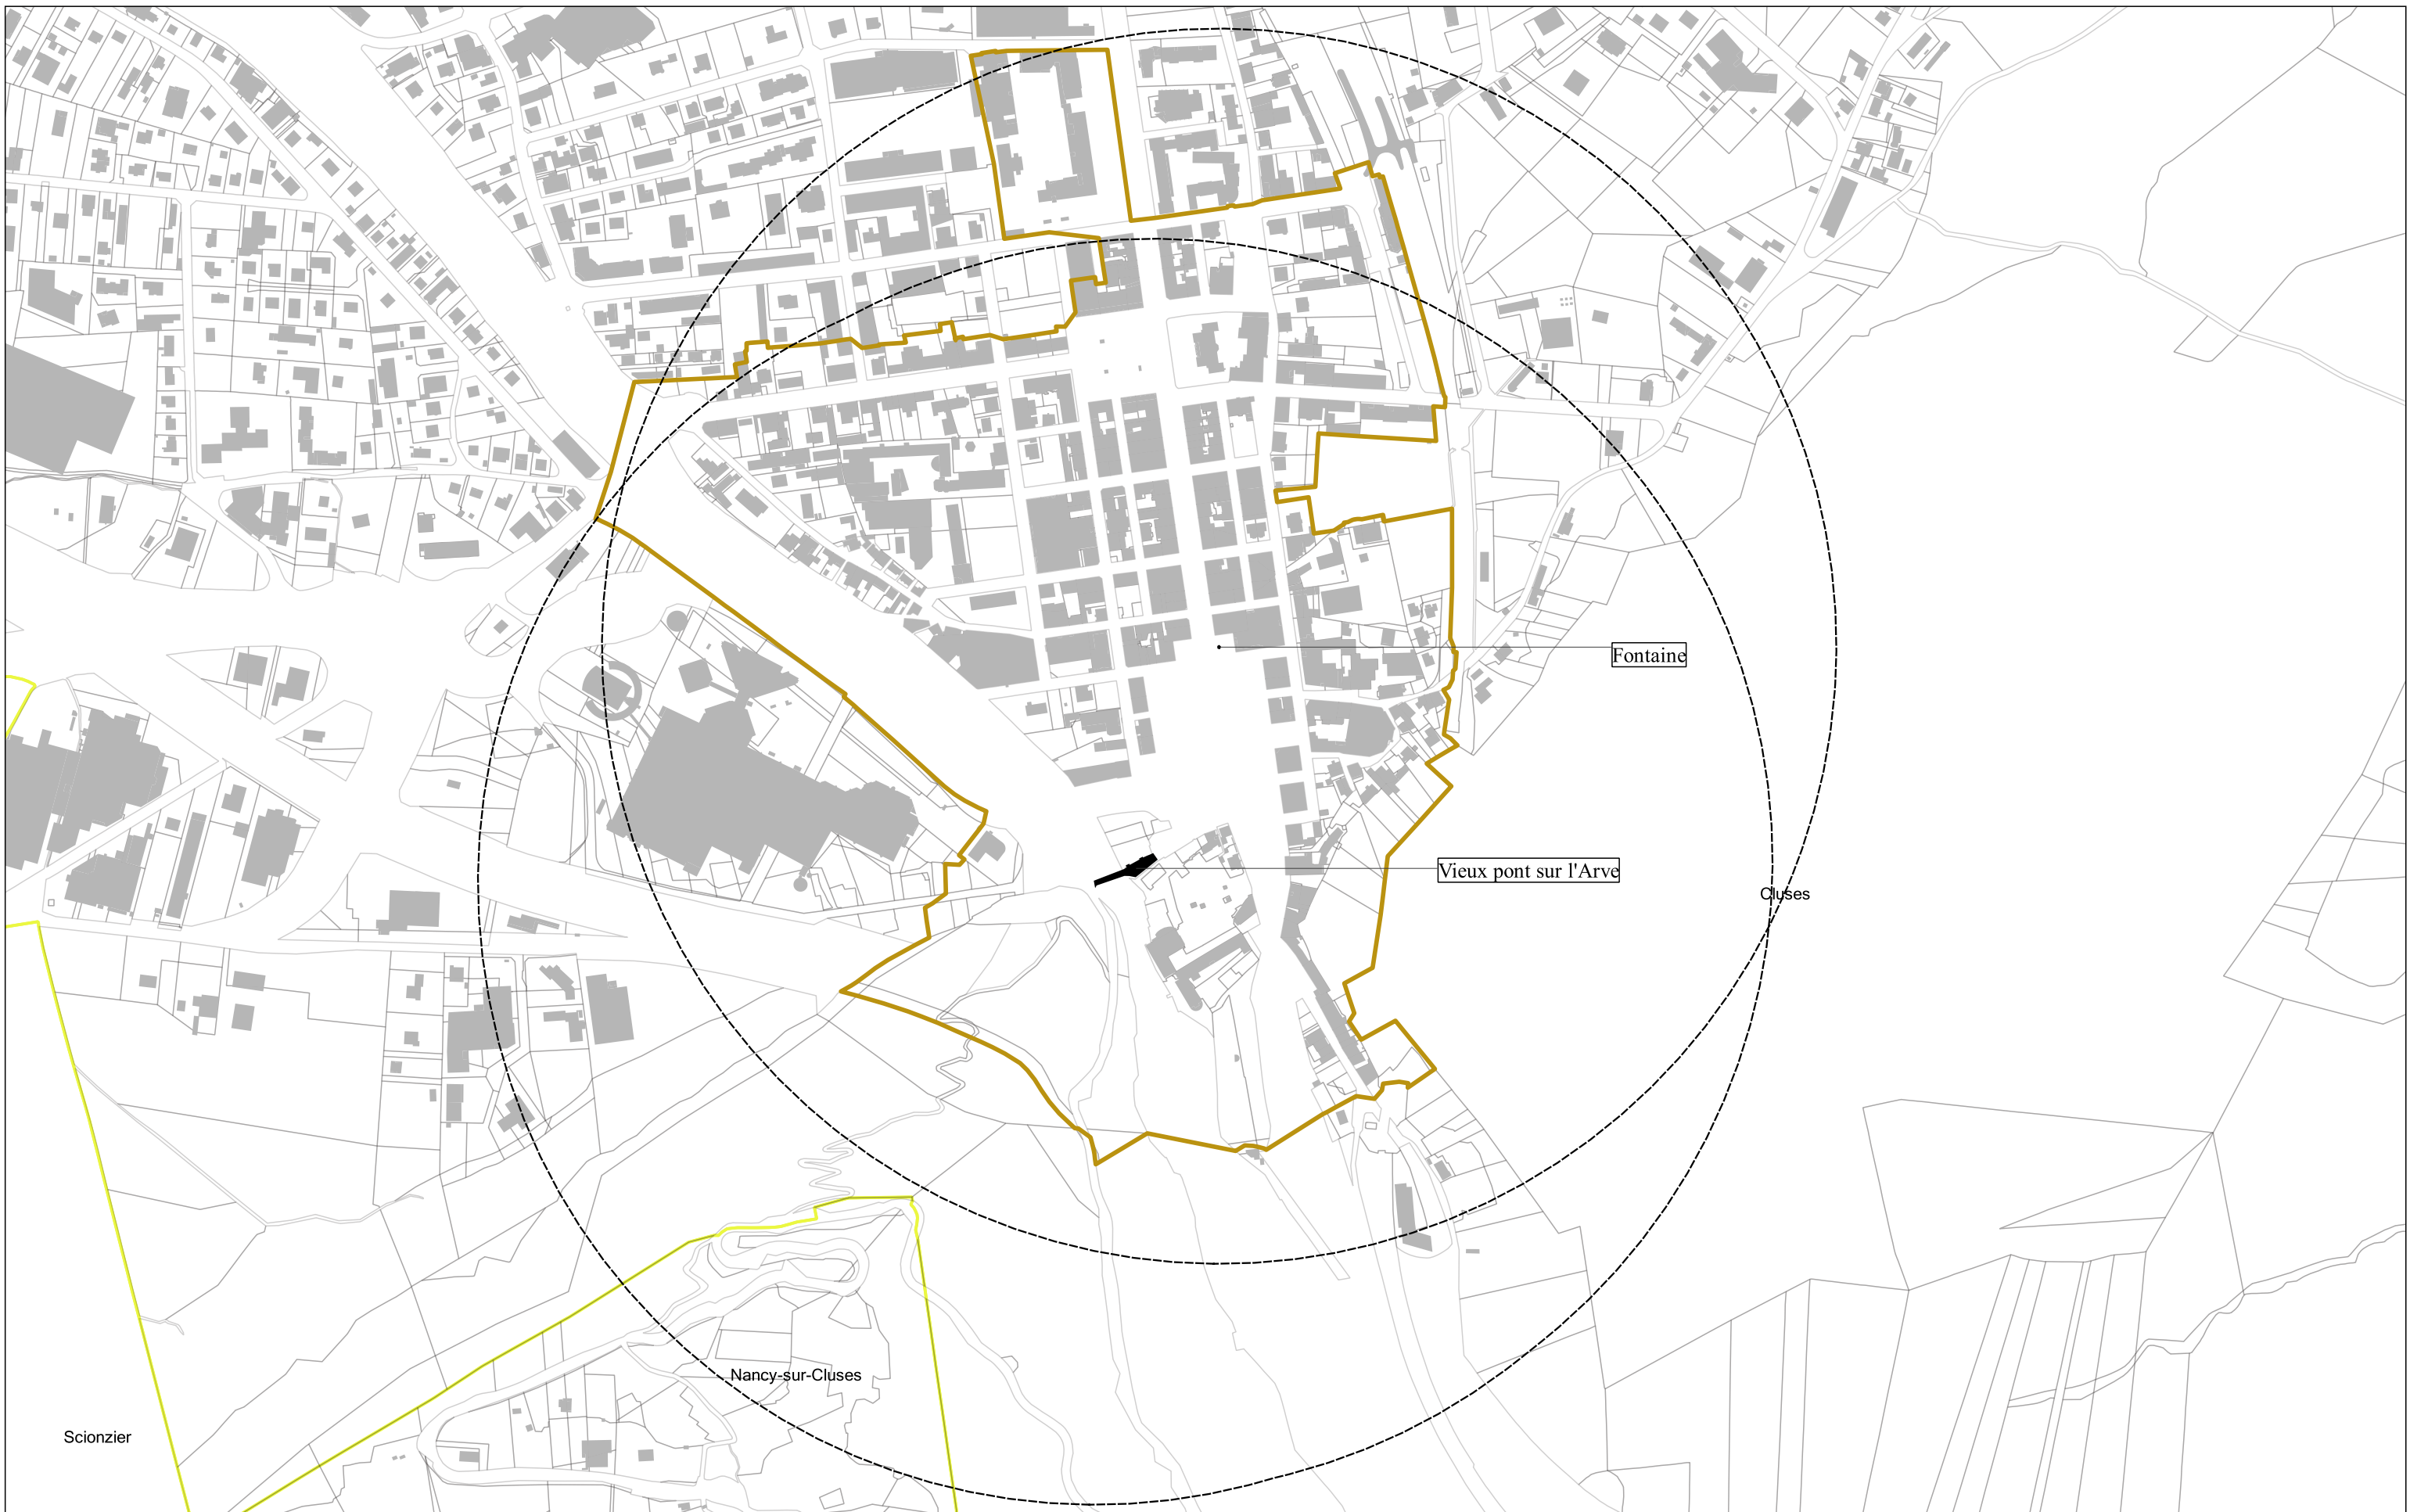 Fontaine
Vieux pont sur l'Arve
Cluses
Nancy-sur-Cluses
Scionzier